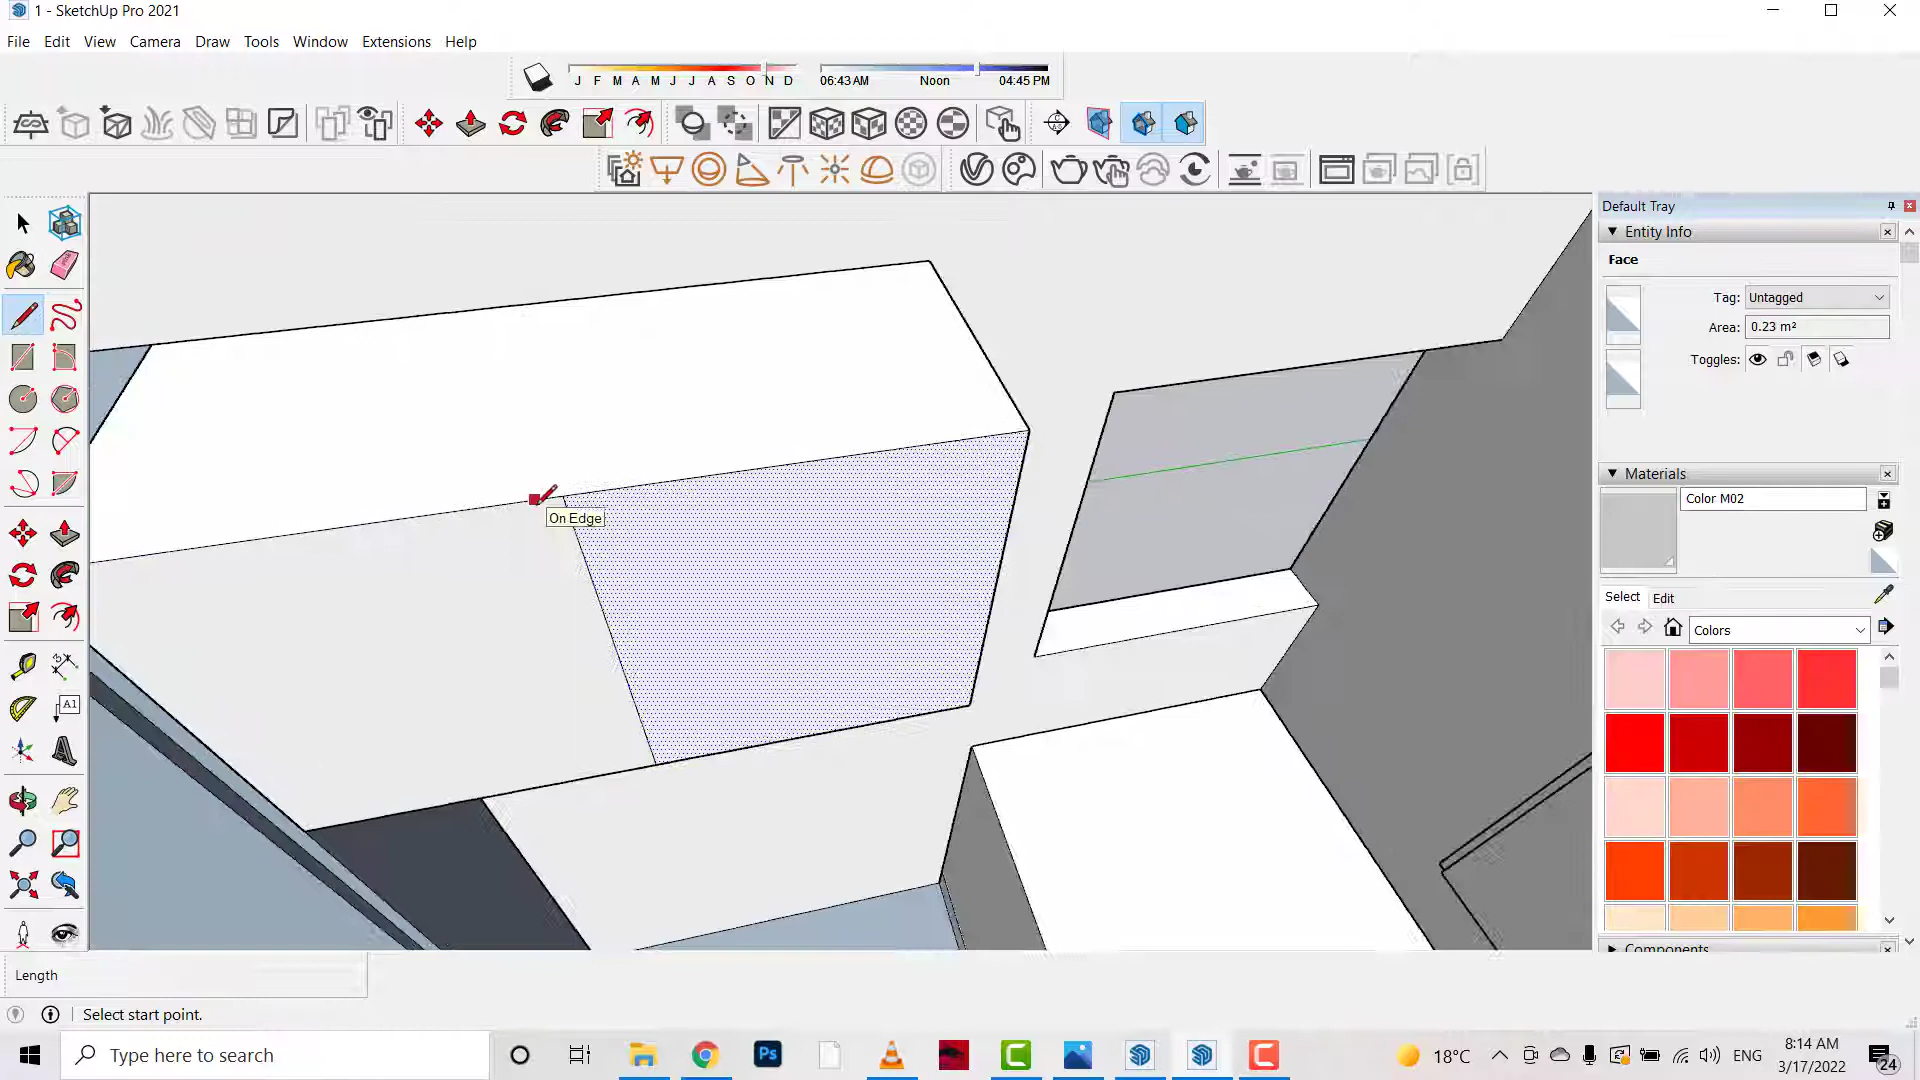 1 - SketchUp Pro 2021
File Edit View Camera Draw Tools Window Extensions Help
J F M A M J J A S O N D 06:43 AM Noon 04:45 PM
Default Tray
Entity Info
Face
Tag: Untagged
Area: 0.23 m²
Toggles:
Materials
Color M02
On Edge
Select Edit
Colors
A1
Components
Length
Select start point.
Type here to search
Ps
18°C
ENG
8:14 AM
3/17/2022
24